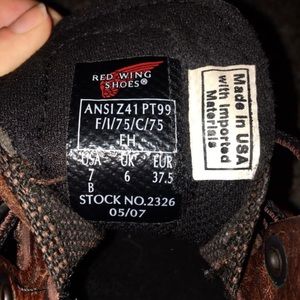 RED WING
SHOES®
ANSI Z41 PT99
F/I/75/C/75
EH
USA UK EUR
7 6 37.5
B
STOCK NO.2326
05/07
Made in USA
with Imported
Materials